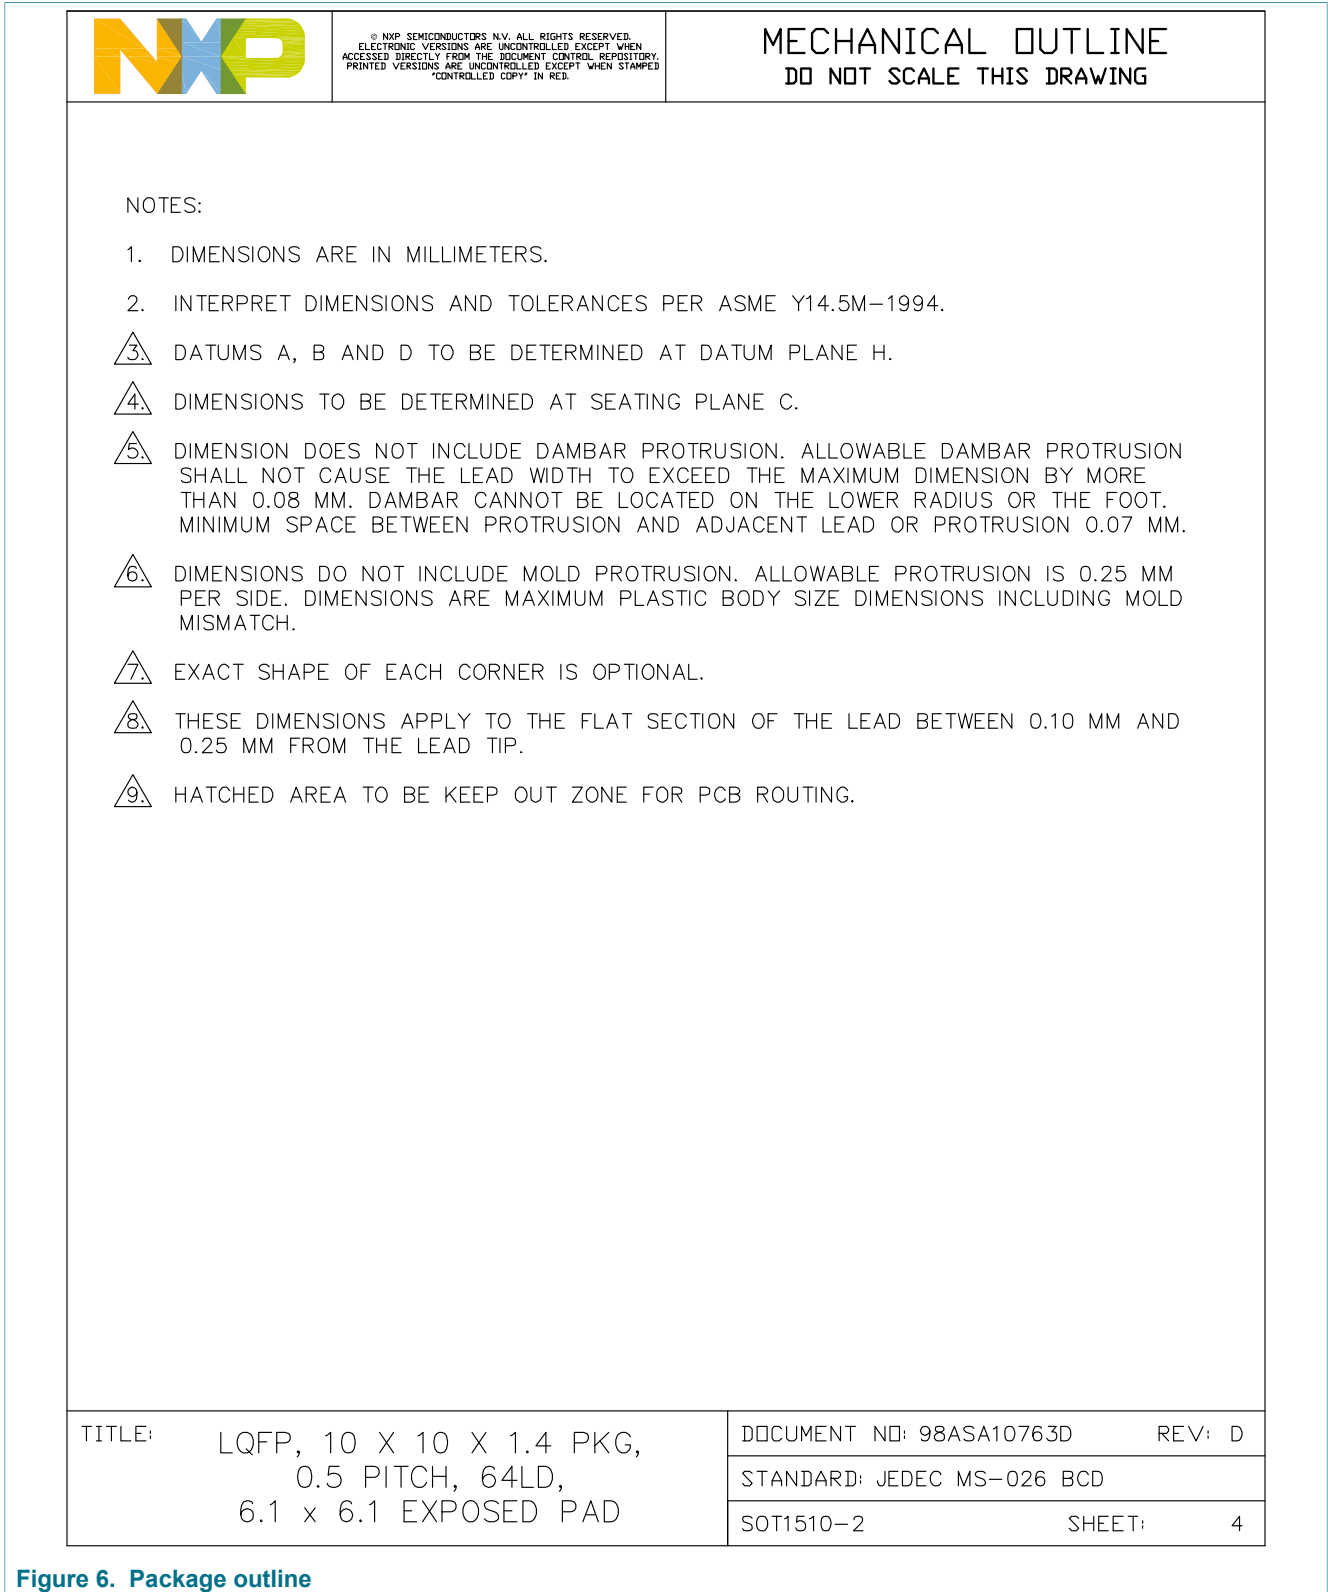 NXP
© NXP SEMICONDUCTORS N.V. ALL RIGHTS RESERVED.
ELECTRONIC VERSIONS ARE UNCONTROLLED EXCEPT WHEN
ACCESSED DIRECTLY FROM THE DOCUMENT CONTROL REPOSITORY.
PRINTED VERSIONS ARE UNCONTROLLED EXCEPT WHEN STAMPED
"CONTROLLED COPY" IN RED.
MECHANICAL OUTLINE
DO NOT SCALE THIS DRAWING
NOTES:
1. DIMENSIONS ARE IN MILLIMETERS.
2. INTERPRET DIMENSIONS AND TOLERANCES PER ASME Y14.5M-1994.
3. DATUMS A, B AND D TO BE DETERMINED AT DATUM PLANE H.
4. DIMENSIONS TO BE DETERMINED AT SEATING PLANE C.
5. DIMENSION DOES NOT INCLUDE DAMBAR PROTRUSION. ALLOWABLE DAMBAR PROTRUSION
SHALL NOT CAUSE THE LEAD WIDTH TO EXCEED THE MAXIMUM DIMENSION BY MORE
THAN 0.08 MM. DAMBAR CANNOT BE LOCATED ON THE LOWER RADIUS OR THE FOOT.
MINIMUM SPACE BETWEEN PROTRUSION AND ADJACENT LEAD OR PROTRUSION 0.07 MM.
6. DIMENSIONS DO NOT INCLUDE MOLD PROTRUSION. ALLOWABLE PROTRUSION IS 0.25 MM
PER SIDE. DIMENSIONS ARE MAXIMUM PLASTIC BODY SIZE DIMENSIONS INCLUDING MOLD
MISMATCH.
7. EXACT SHAPE OF EACH CORNER IS OPTIONAL.
8. THESE DIMENSIONS APPLY TO THE FLAT SECTION OF THE LEAD BETWEEN 0.10 MM AND
0.25 MM FROM THE LEAD TIP.
9. HATCHED AREA TO BE KEEP OUT ZONE FOR PCB ROUTING.
TITLE:
LQFP, 10 X 10 X 1.4 PKG,
0.5 PITCH, 64LD,
6.1 x 6.1 EXPOSED PAD
DOCUMENT NO: 98ASA10763D REV: D
STANDARD: JEDEC MS-026 BCD
SOT1510-2 SHEET: 4
Figure 6. Package outline